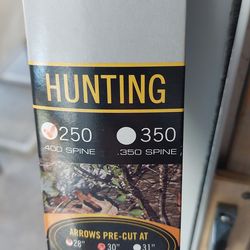 HUNTING
250 350
.400 SPINE .350 SPINE
ARROWS PRE-CUT AT
28" 30" 31"